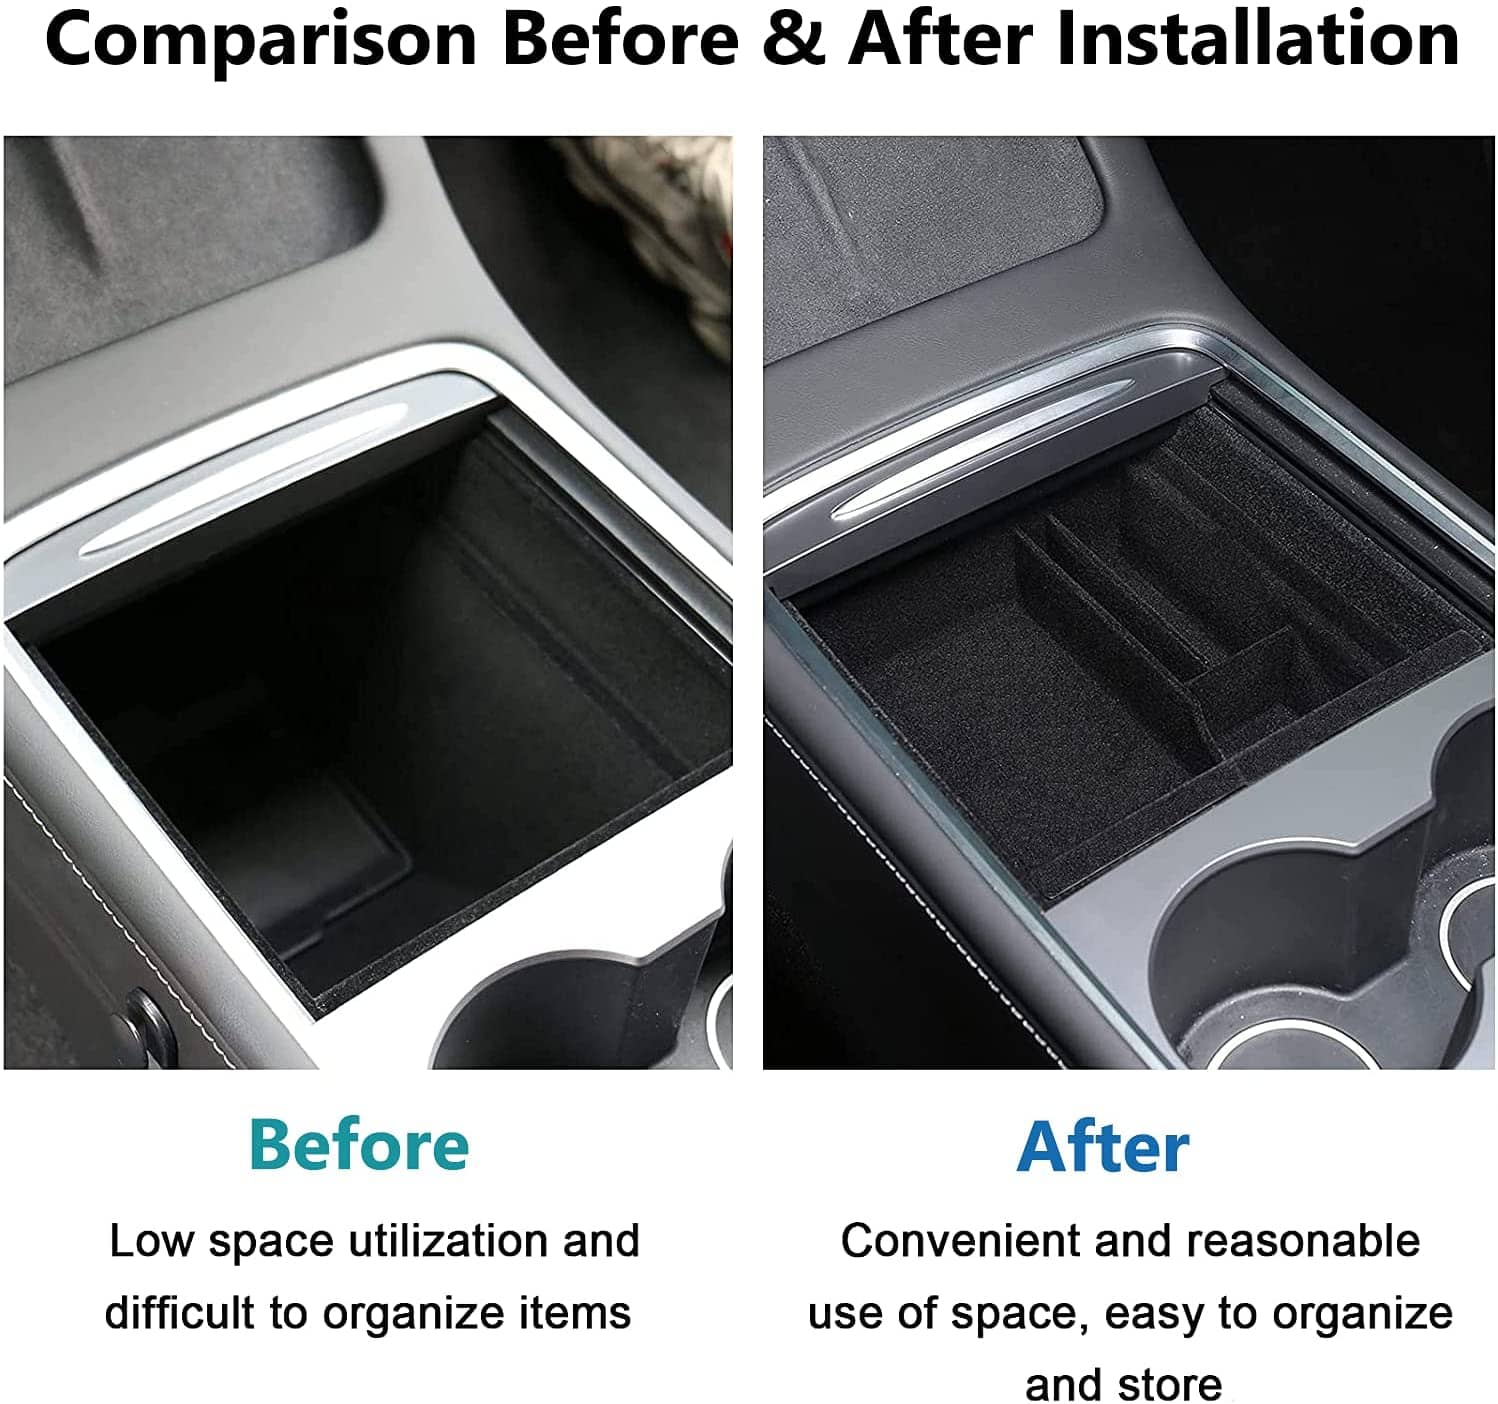 Comparison Before & After Installation
Before
Low space utilization and
difficult to organize items
After
Convenient and reasonable
use of space, easy to organize
and store